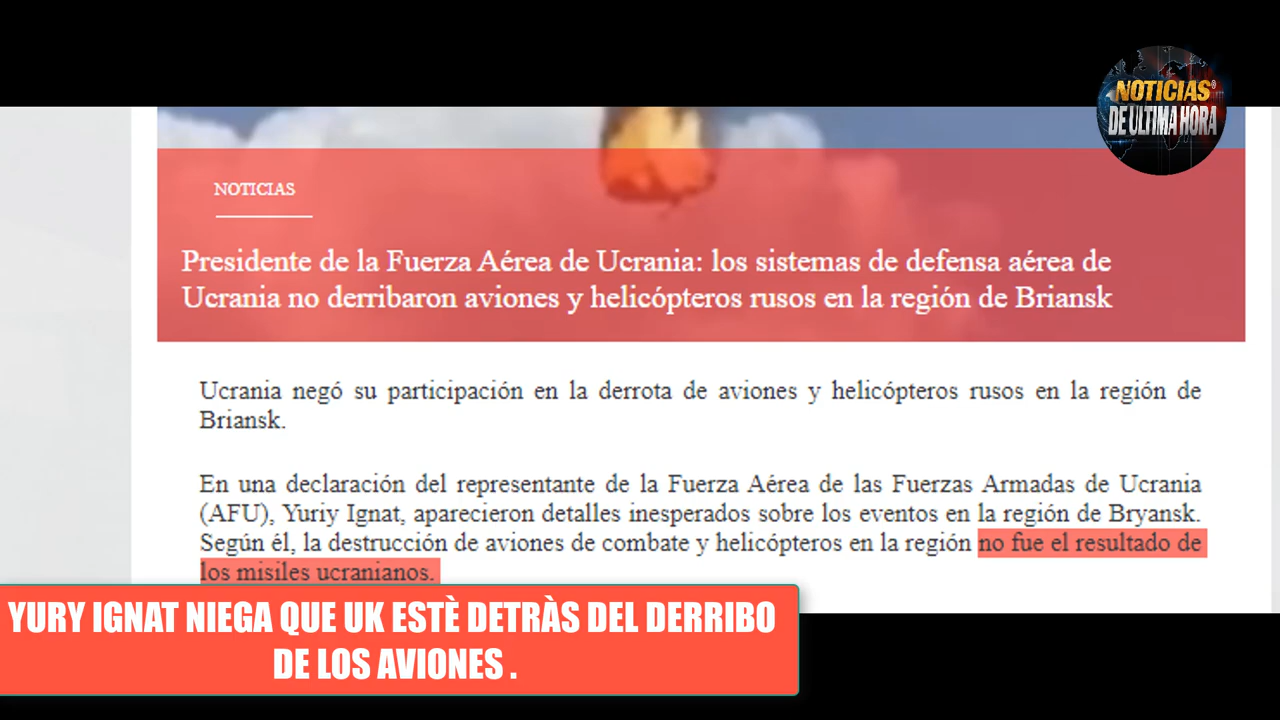 NOTICIAS
DE ÚLTIMA HORA
NOTICIAS
Presidente de la Fuerza Aérea de Ucrania: los sistemas de defensa aérea de
Ucrania no derribaron aviones y helicópteros rusos en la región de Briansk
Ucrania negó su participación en la derrota de aviones y helicópteros rusos en la región de
Briansk.
En una declaración del representante de la Fuerza Aérea de las Fuerzas Armadas de Ucrania
(AFU), Yuriy Ignat, aparecieron detalles inesperados sobre los eventos en la región de Bryansk.
Según él, la destrucción de aviones de combate y helicópteros en la región no fue el resultado de
los misiles ucranianos.
YURY IGNAT NIEGA QUE UK ESTÈ DETRÀS DEL DERRIBO
DE LOS AVIONES .